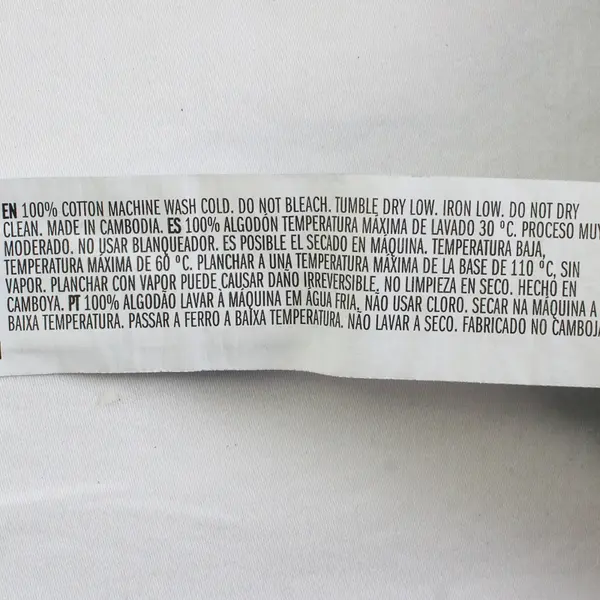 EN 100% COTTON MACHINE WASH COLD. DO NOT BLEACH. TUMBLE DRY LOW. IRON LOW. DO NOT DRY
CLEAN. MADE IN CAMBODIA. ES 100% ALGODÓN TEMPERATURA MÁXIMA DE LAVADO 30 ºC. PROCESO MUY
MODERADO. NO USAR BLANQUEADOR. ES POSIBLE EL SECADO EN MÁQUINA. TEMPERATURA BAJA,
TEMPERATURA MÁXIMA DE 60 ºC. PLANCHAR A UNA TEMPERATURA MÁXIMA DE LA BASE DE 110 ºC, SIN
VAPOR. PLANCHAR CON VAPOR PUEDE CAUSAR DAÑO IRREVERSIBLE. NO LIMPIEZA EN SECO. HECHO EN
CAMBOYA. PT 100% ALGODÃO LAVAR À MÁQUINA EM ÁGUA FRIA. NÃO USAR CLORO. SECAR NA MÁQUINA A
BAIXA TEMPERATURA. PASSAR A FERRO A BAIXA TEMPERATURA. NÃO LAVAR A SECO. FABRICADO NO CAMBOJA